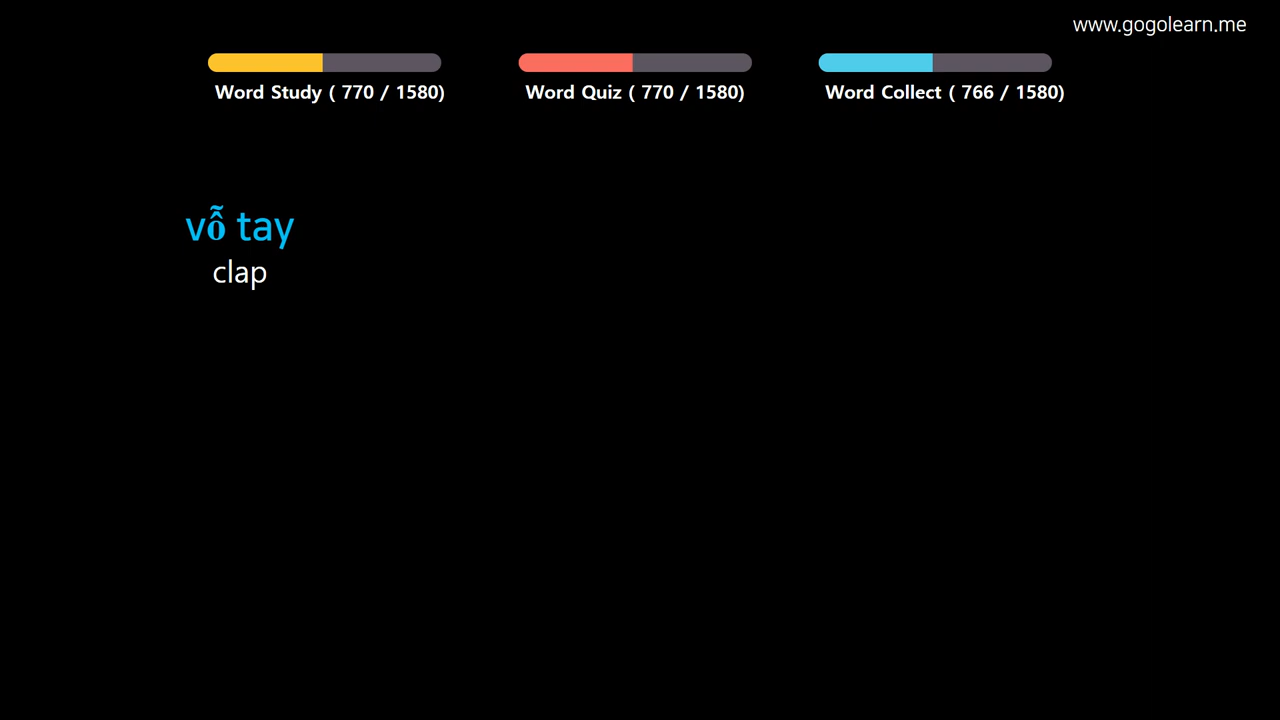 www.gogolearn.me
Word Study ( 770 / 1580)
Word Quiz ( 770 / 1580)
Word Collect ( 766 / 1580)
vỗ tay
clap